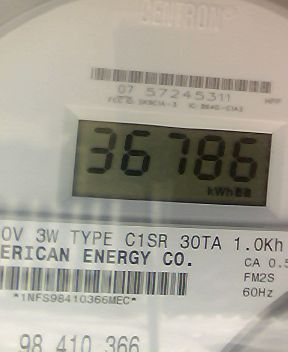 CENTRON®
07 57245311
36786
kWh
0V 3W TYPE C1SR 30TA 1.0Kh
ERICAN ENERGY CO.
CA 0.5
FM2S
*1NFS98410366MEC*
60Hz
98 410 366